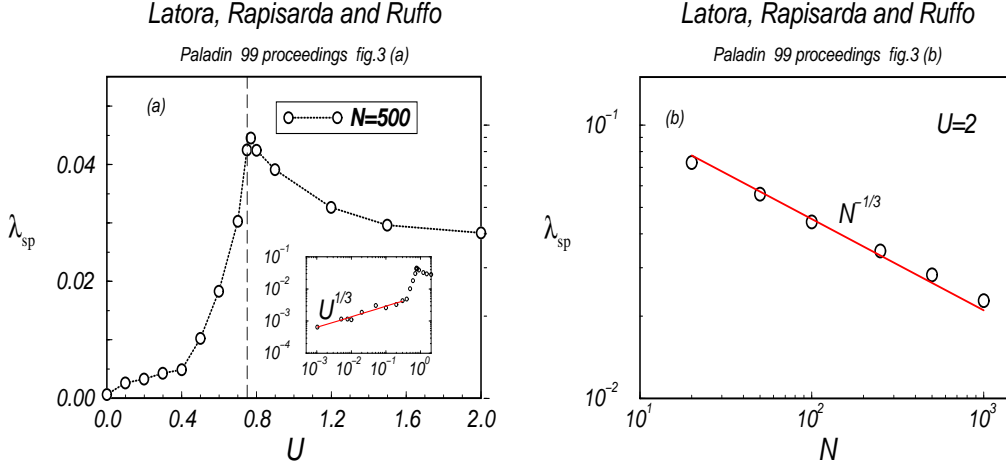 Latora, Rapisarda and Ruffo
Paladin 99 proceedings fig.3 (a)
(a)
N=500
0.04
0.02
0.00
λsp
0.0 0.4 0.8 1.2 1.6 2.0
U
U^1/3
10^-1
10^-2
10^-3
10^-4
10^-3 10^-2 10^-1 10^0
Latora, Rapisarda and Ruffo
Paladin 99 proceedings fig.3 (b)
(b)
U=2
10^-1
λsp
N^-1/3
10^-2
10^1 10^2 10^3
N